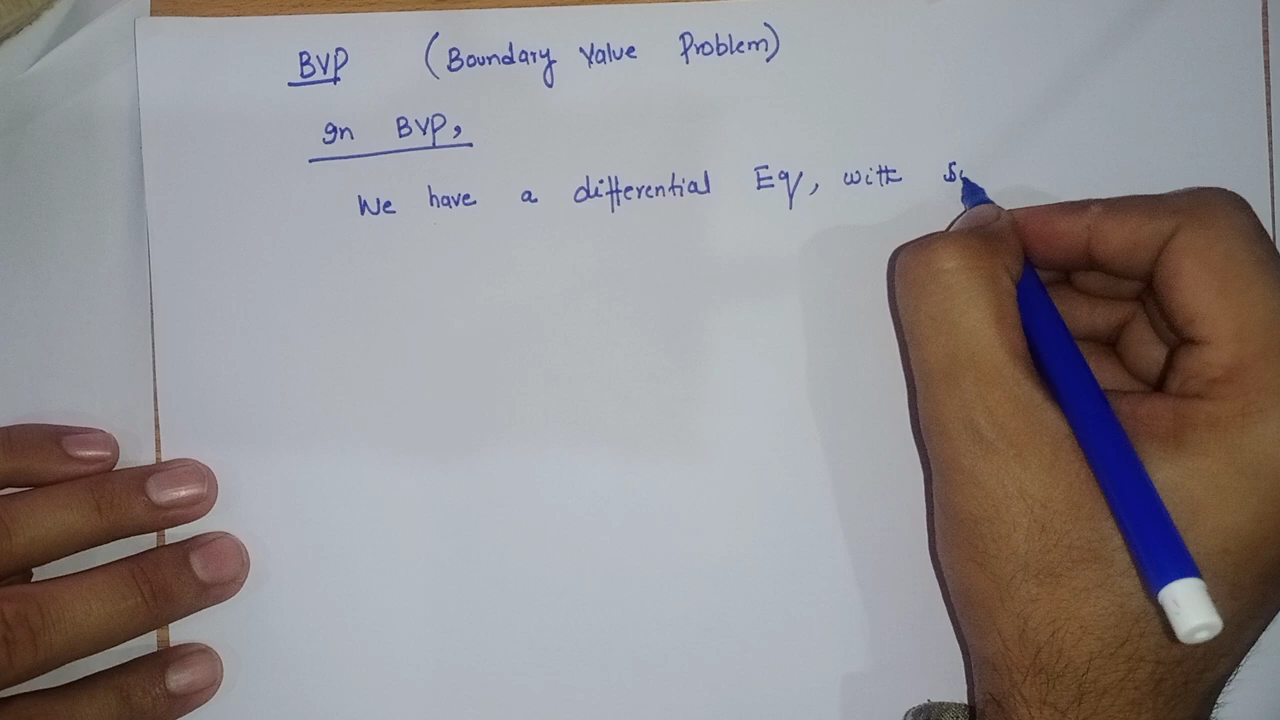 BVP (Boundary Value Problem)
In BVP,
We have a differential Eq, with